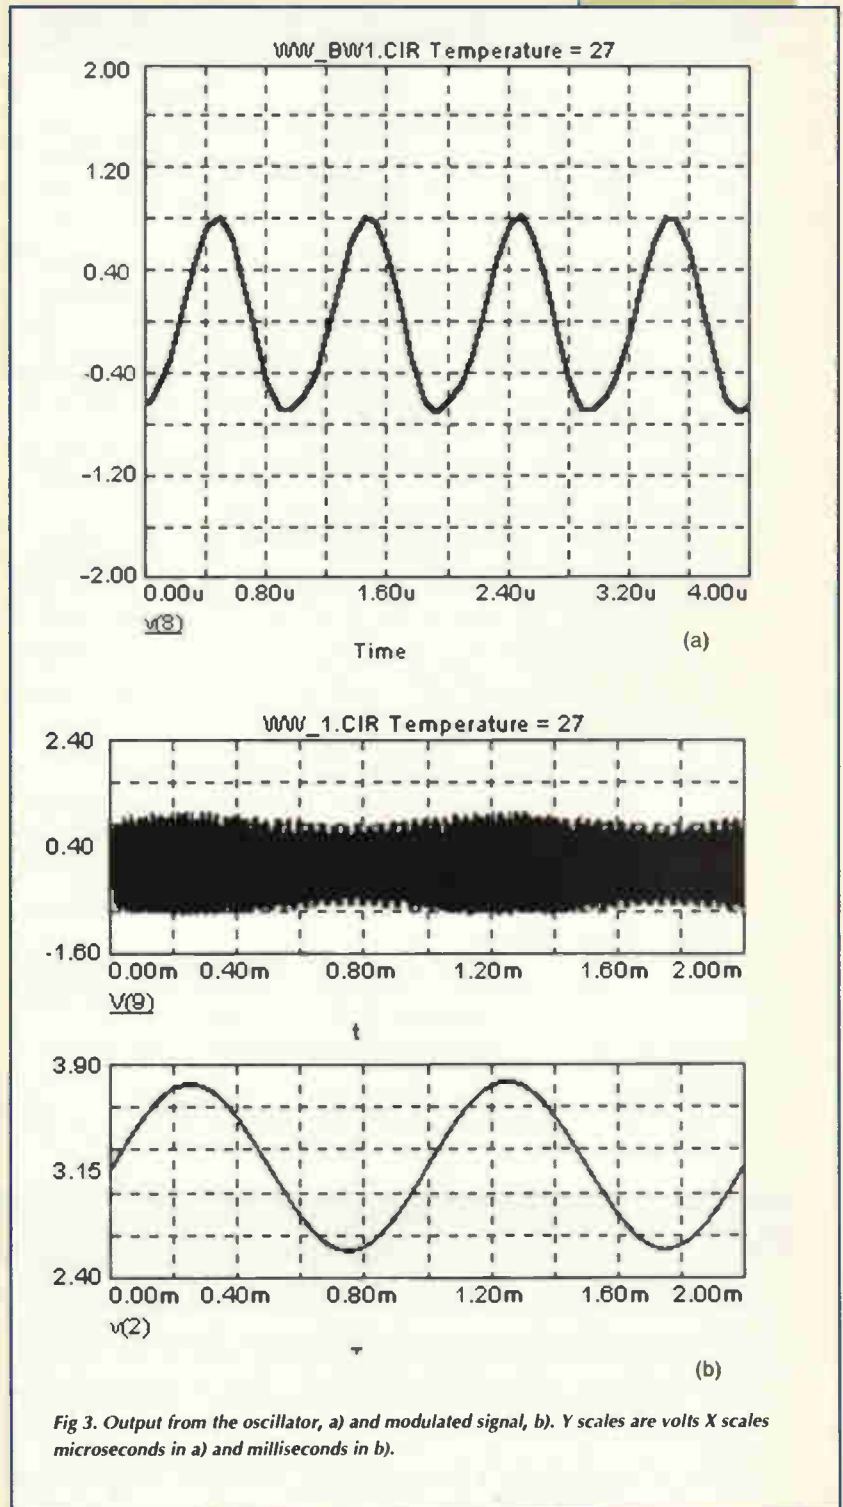 WW_BW1.CIR Temperature = 27
2.00
1.20
0.40
-0.40
-1.20
-2.00
0.00u 0.80u 1.60u 2.40u 3.20u 4.00u
v(8)
Time
(a)
WW_1.CIR Temperature = 27
2.40
0.40
-1.60
0.00m 0.40m 0.80m 1.20m 1.60m 2.00m
V(9)
t
3.90
3.15
2.40
0.00m 0.40m 0.80m 1.20m 1.60m 2.00m
v(2)
(b)
Fig 3. Output from the oscillator, a) and modulated signal, b). Y scales are volts X scales
microseconds in a) and milliseconds in b).